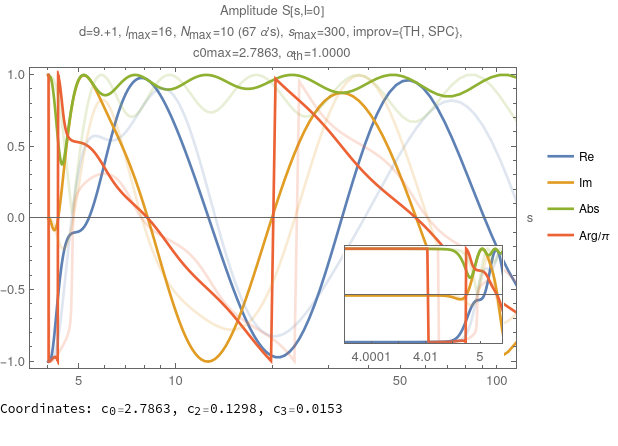 Amplitude S[s,l=0]
d=9.+1, lmax=16, Nmax=10 (67 α's), smax=300, improv={TH, SPC},
c0max=2.7863, αth=1.0000
1.0
0.5
0.0
-0.5
-1.0
5
10
50
100
s
Re
Im
Abs
Arg/π
4.0001
4.01
5
Coordinates: c0=2.7863, c2=0.1298, c3=0.0153